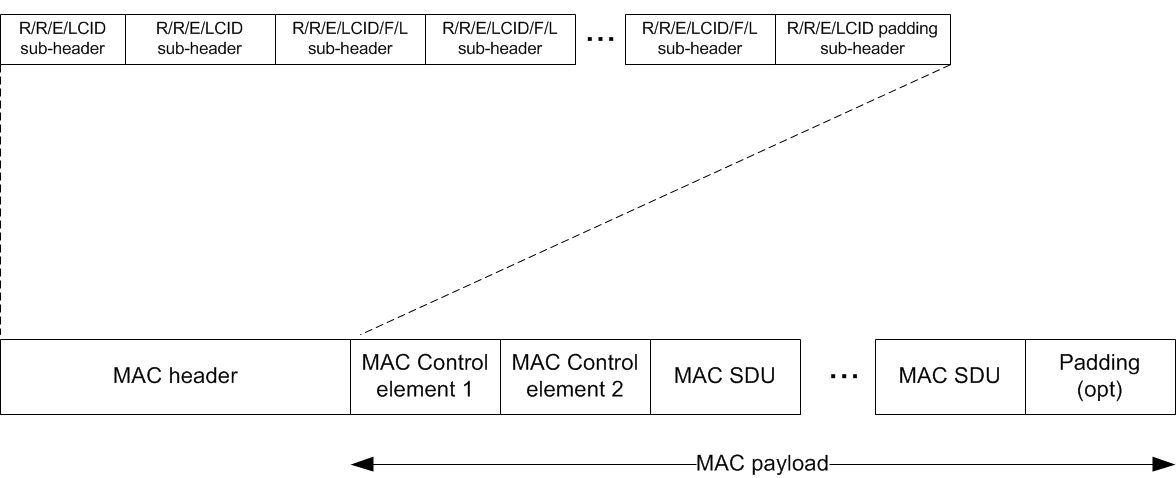 R/R/E/LCID
sub-header
R/R/E/LCID
sub-header
R/R/E/LCID/F/L
sub-header
R/R/E/LCID/F/L
sub-header
...
R/R/E/LCID/F/L
sub-header
R/R/E/LCID padding
sub-header
MAC header
MAC Control
element 1
MAC Control
element 2
MAC SDU
...
MAC SDU
Padding
(opt)
MAC payload